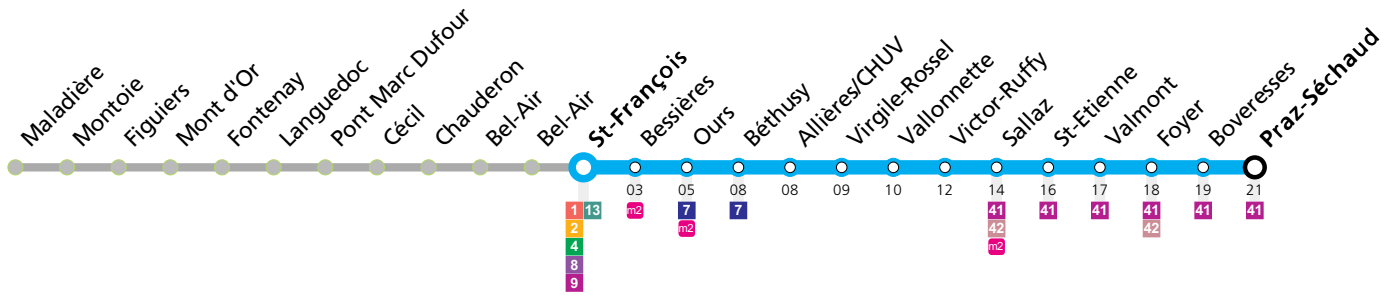 Maladière
Montoie
Figuiers
Mont d'Or
Fontenay
Languedoc
Pont Marc Dufour
Cécil
Chauderon
Bel-Air
Bel-Air
St-François
Bessières
Ours
Béthusy
Allières/CHUV
Virgile-Rossel
Vallonnette
Victor-Ruffy
Sallaz
St-Etienne
Valmont
Foyer
Boveresses
Praz-Séchaud
03 05 08 08 09 10 12 14 16 17 18 19 21
1 13 m2 7 7 41 41 41 41 41 41
2 m2 42 42
4 m2
8
9